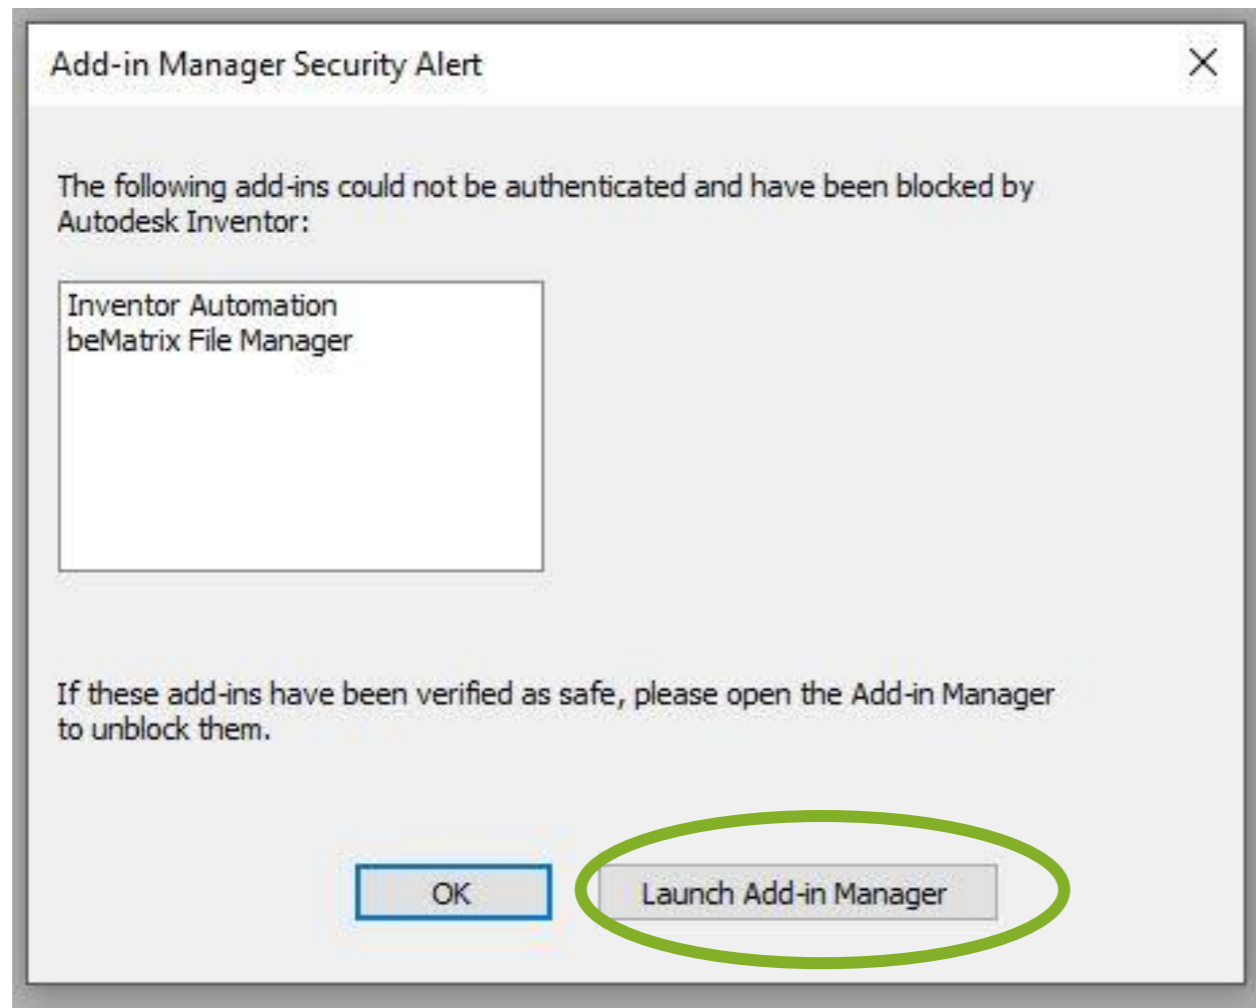 Add-in Manager Security Alert
The following add-ins could not be authenticated and have been blocked by
Autodesk Inventor:
Inventor Automation
beMatrix File Manager
If these add-ins have been verified as safe, please open the Add-in Manager
to unblock them.
OK
Launch Add-in Manager